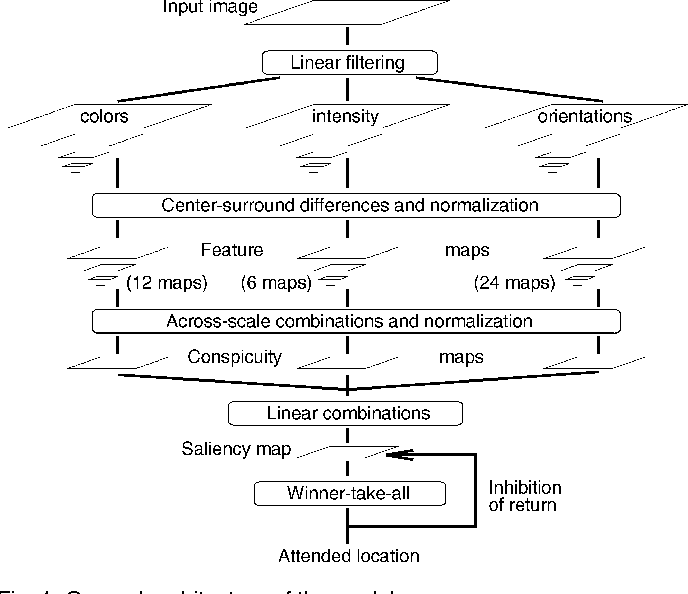 Input image
Linear filtering
colors intensity orientations
Center-surround differences and normalization
Feature maps
(12 maps) (6 maps) (24 maps)
Across-scale combinations and normalization
Conspicuity maps
Linear combinations
Saliency map
Winner-take-all
Inhibition
of return
Attended location